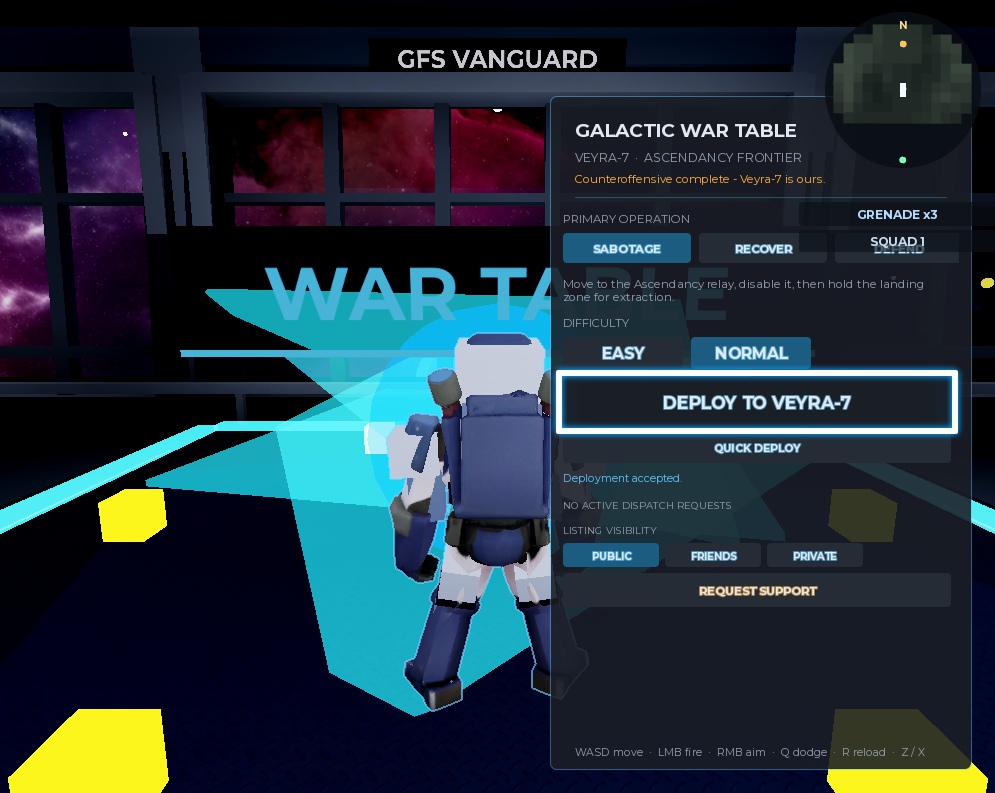 N
GFS VANGUARD
GALACTIC WAR TABLE
VEYRA-7 · ASCENDANCY FRONTIER
Counteroffensive complete - Veyra-7 is ours.
GRENADE x3
PRIMARY OPERATION
SQUAD 1
SABOTAGE
RECOVER
DEFEND
WAR TABLE
Move to the Ascendancy relay, disable it, then hold the landing
zone for extraction.
DIFFICULTY
EASY
NORMAL
DEPLOY TO VEYRA-7
QUICK DEPLOY
Deployment accepted.
NO ACTIVE DISPATCH REQUESTS
LISTING VISIBILITY
PUBLIC
FRIENDS
PRIVATE
REQUEST SUPPORT
WASD move · LMB fire · RMB aim · Q dodge · R reload · Z / X